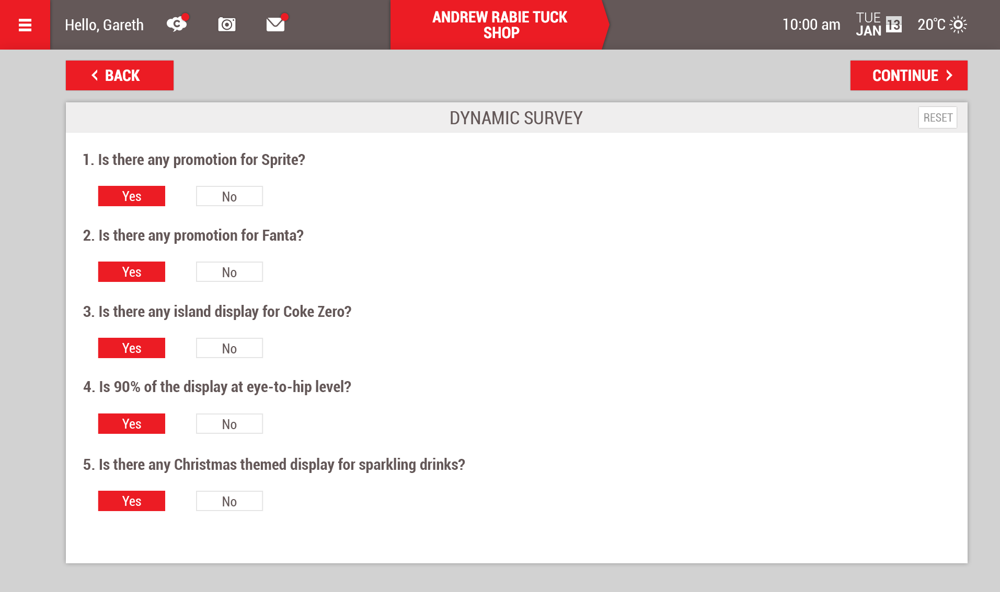 Hello, Gareth
ANDREW RABIE TUCK
SHOP
10:00 am
TUE
JAN 13
20°C
BACK
CONTINUE
DYNAMIC SURVEY
RESET
1. Is there any promotion for Sprite?
Yes No
2. Is there any promotion for Fanta?
Yes No
3. Is there any island display for Coke Zero?
Yes No
4. Is 90% of the display at eye-to-hip level?
Yes No
5. Is there any Christmas themed display for sparkling drinks?
Yes No